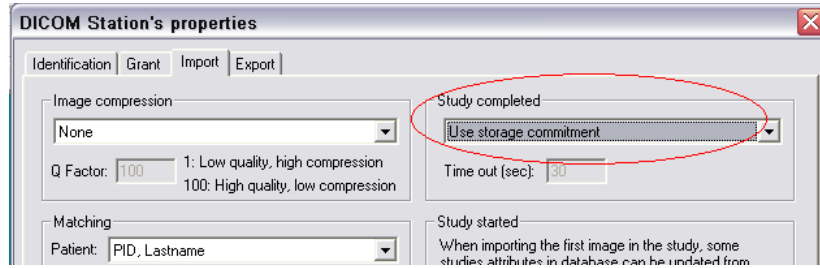 DICOM Station's properties
Identification Grant Import Export
Image compression
None
Q Factor: 100 1: Low quality, high compression
100: High quality, low compression
Study completed
Use storage commitment
Time out (sec): 30
Matching
Patient: PID, Lastname
Study started
When importing the first image in the study, some
studies attributes in database can be updated from